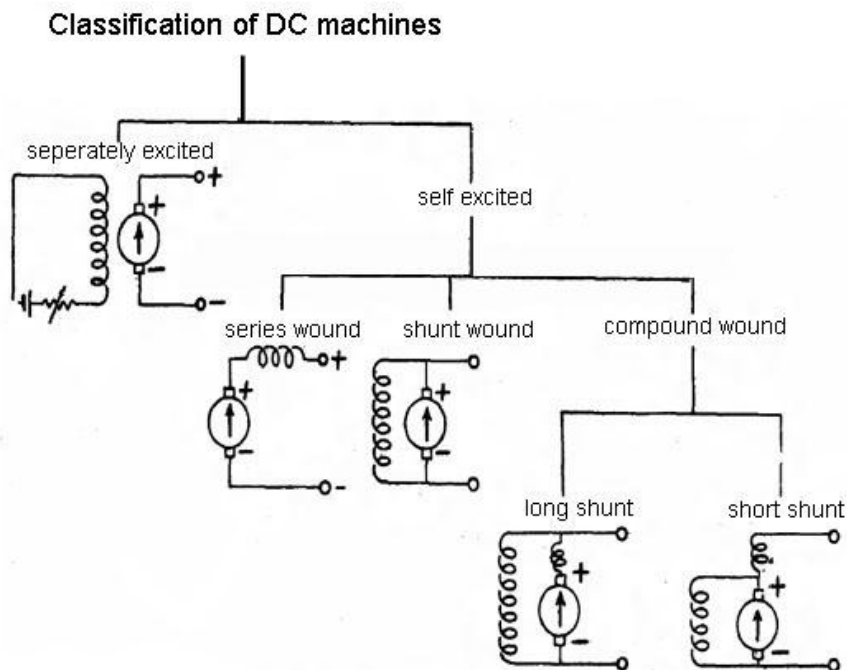 Classification of DC machines
seperately excited
+
+
-
-
self excited
series wound
shunt wound
compound wound
+
+
+
-
-
-
long shunt
short shunt
+
+
-
-